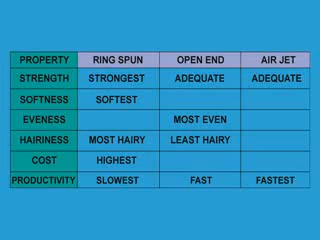 PROPERTY RING SPUN OPEN END AIR JET
STRENGTH STRONGEST ADEQUATE ADEQUATE
SOFTNESS SOFTEST
EVENESS MOST EVEN
HAIRINESS MOST HAIRY LEAST HAIRY
COST HIGHEST
PRODUCTIVITY SLOWEST FAST FASTEST